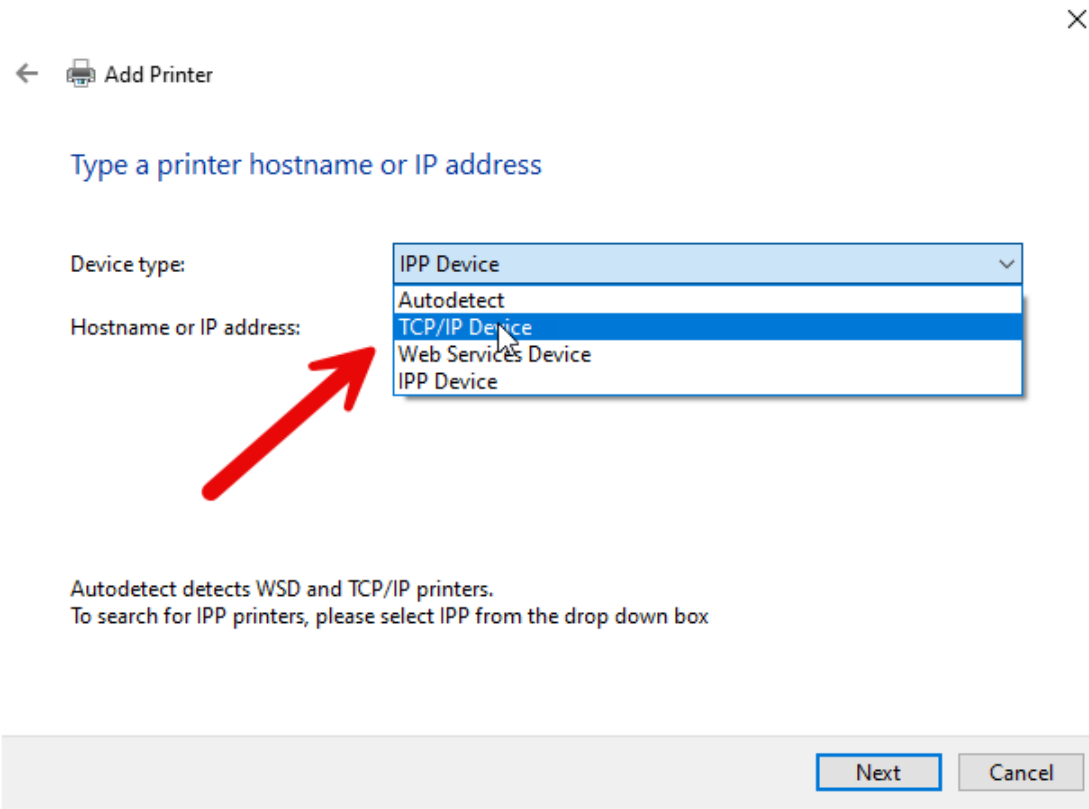 Add Printer
Type a printer hostname or IP address
Device type:
IPP Device
Autodetect
Hostname or IP address:
TCP/IP Device
Web Services Device
IPP Device
Autodetect detects WSD and TCP/IP printers.
To search for IPP printers, please select IPP from the drop down box
Next
Cancel